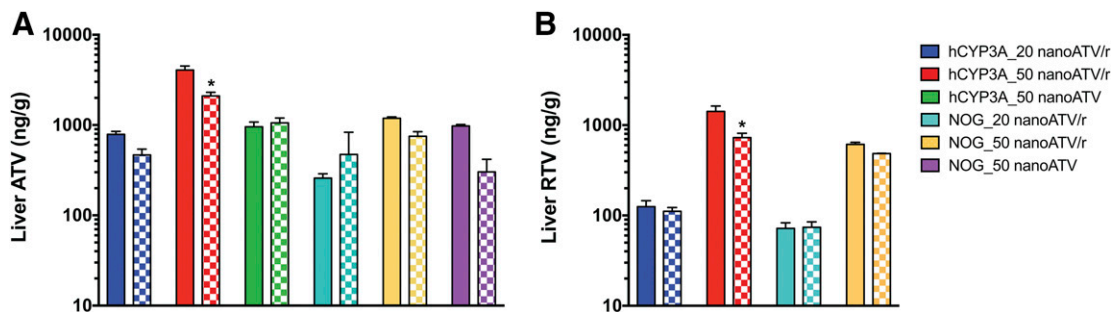 A
Liver ATV (ng/g)
10000
1000
100
10
*
B
Liver RTV (ng/g)
10000
1000
100
10
*
hCYP3A_20 nanoATV/r
hCYP3A_50 nanoATV/r
hCYP3A_50 nanoATV
NOG_20 nanoATV/r
NOG_50 nanoATV/r
NOG_50 nanoATV